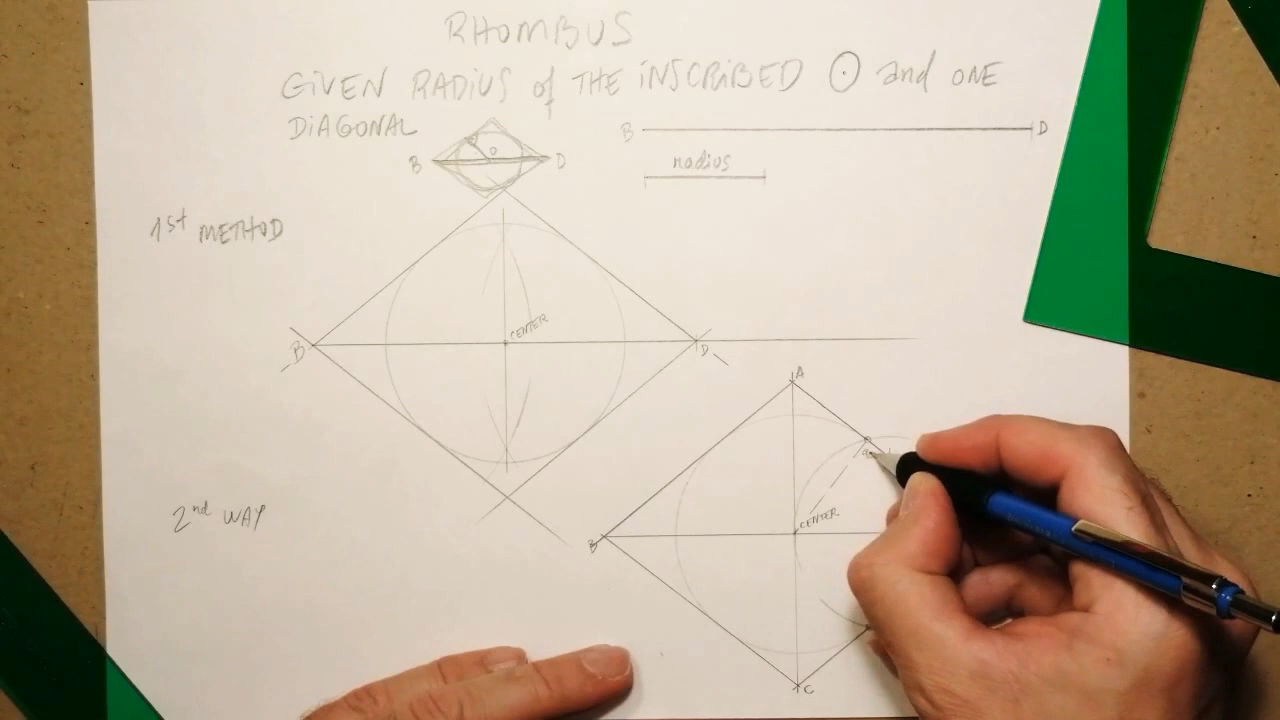 RHOMBUS
GIVEN RADIUS of THE INSCRIBED ⊙ and ONE
DIAGONAL
B D
B D
radius
1st METHOD
CENTER
B D
A
2nd WAY
CENTER
B
C